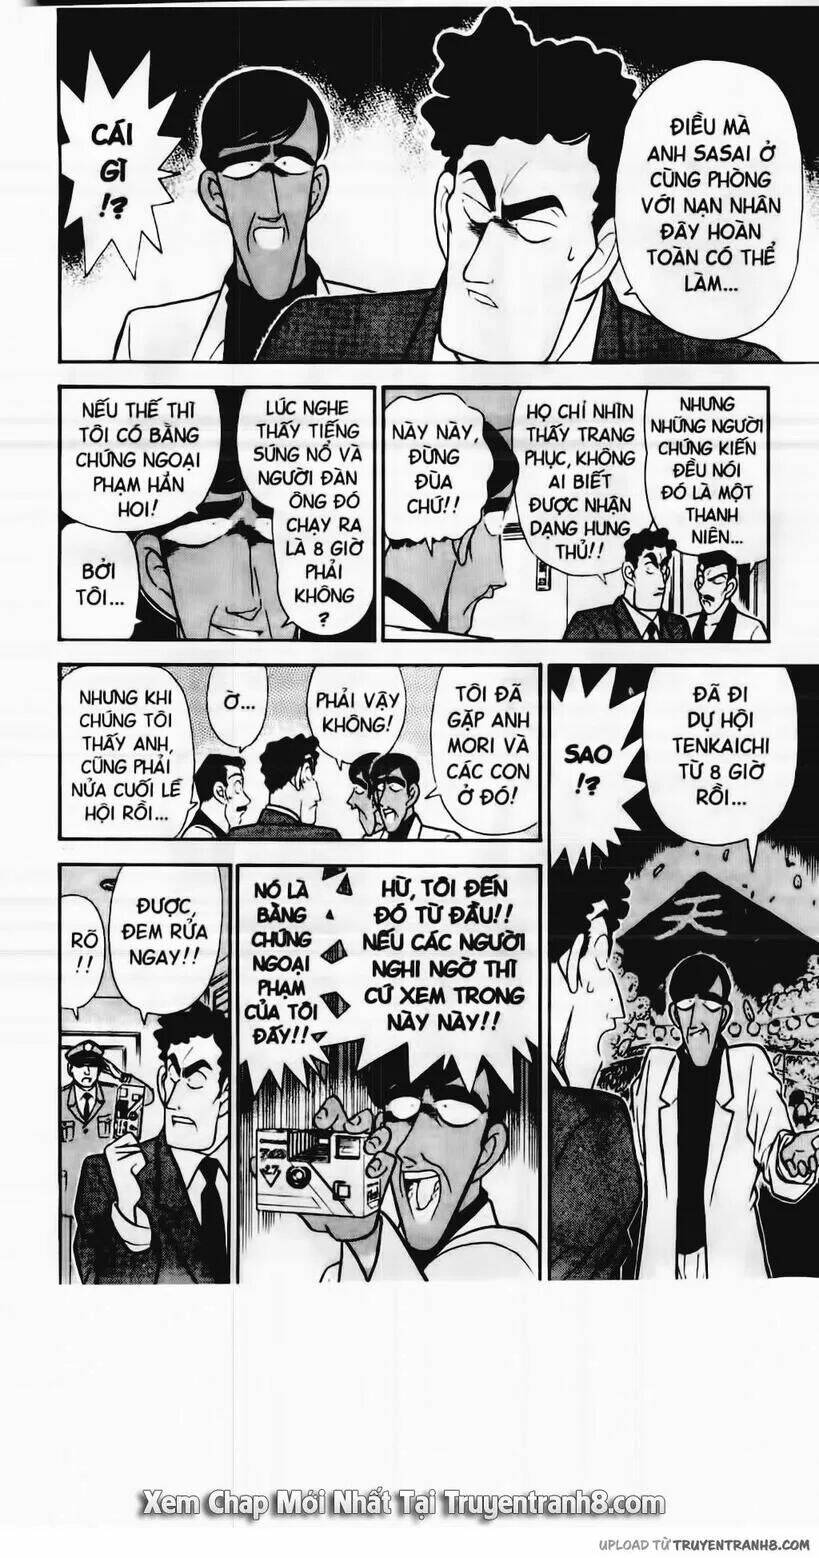 ĐIỀU MÀ
ANH SASAI Ở
CÙNG PHÒNG
VỚI NẠN NHÂN
ĐÂY HOÀN
TOÀN CÓ THỂ
LÀM...
CÁI
GÌ
!?
NHƯNG
NHỮNG NGƯỜI
CHỨNG KIẾN
ĐỀU NÓI
ĐÓ LÀ MỘT
THANH
NIÊN...
HỌ CHỈ NHÌN
THẤY TRANG
PHỤC, KHÔNG
AI BIẾT
ĐƯỢC NHẬN
DẠNG HUNG
THỦ!!
NÀY NÀY,
ĐỪNG
ĐÙA
CHỨ!!
LÚC NGHE
THẤY TIẾNG
SÚNG NỔ VÀ
NGƯỜI ĐÀN
ÔNG ĐÓ
CHẠY RA
LÀ 8 GIỜ
PHẢI
KHÔNG
?
NẾU THẾ THÌ
TÔI CÓ BẰNG
CHỨNG NGOẠI
PHẠM HẲN
HOI!
BỞI
TÔI...
ĐÃ ĐI
DỰ HỘI
TENKAICHI
TỪ 8 GIỜ
RỒI...
SAO
!?
天
TÔI ĐÃ
GẶP ANH
MORI VÀ
CÁC CON
Ở ĐÓ!
PHẢI VẬY
KHÔNG!
Ờ...
NHƯNG KHI
CHÚNG TÔI
THẤY ANH,
CŨNG PHẢI
NỬA CUỐI LỄ
HỘI RỒI...
HỪ, TÔI ĐẾN
ĐÓ TỪ ĐẦU!!
NẾU CÁC NGƯỜI
NGHI NGỜ THÌ
CỨ XEM TRONG
NÀY NÀY!!
NÓ LÀ
BẰNG
CHỨNG
NGOẠI
PHẠM
CỦA TÔI
ĐẤY!!
ĐƯỢC,
ĐEM RỬA
NGAY!!
RÕ
!!
Xem Chap Mới Nhất Tại Truyentranh8.com
UPLOAD TỪ TRUYENTRANH8.COM